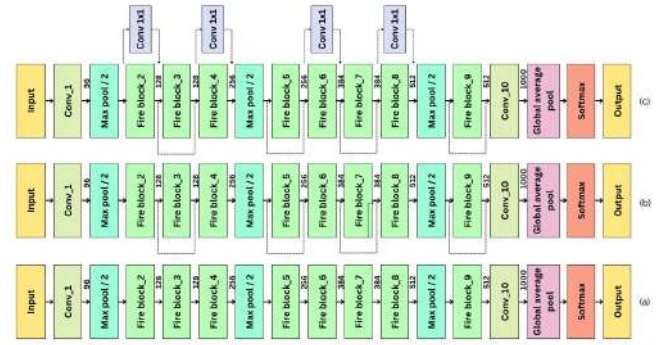 Conv 1x1
Conv 1x1
Conv 1x1
Conv 1x1
Input
Conv_1
96
Max pool / 2
Fire block_2
128
Fire block_3
128
Fire block_4
256
Max pool / 2
Fire block_5
256
Fire block_6
384
Fire block_7
384
Fire block_8
512
Max pool / 2
Fire block_9
512
Conv_10
1000
Global average
pool
Softmax
Output
(c)
Input
Conv_1
96
Max pool / 2
Fire block_2
128
Fire block_3
128
Fire block_4
256
Max pool / 2
Fire block_5
256
Fire block_6
384
Fire block_7
384
Fire block_8
512
Max pool / 2
Fire block_9
512
Conv_10
1000
Global average
pool
Softmax
Output
(b)
Input
Conv_1
96
Max pool / 2
Fire block_2
128
Fire block_3
128
Fire block_4
256
Max pool / 2
Fire block_5
256
Fire block_6
384
Fire block_7
384
Fire block_8
512
Max pool / 2
Fire block_9
512
Conv_10
1000
Global average
pool
Softmax
Output
(a)